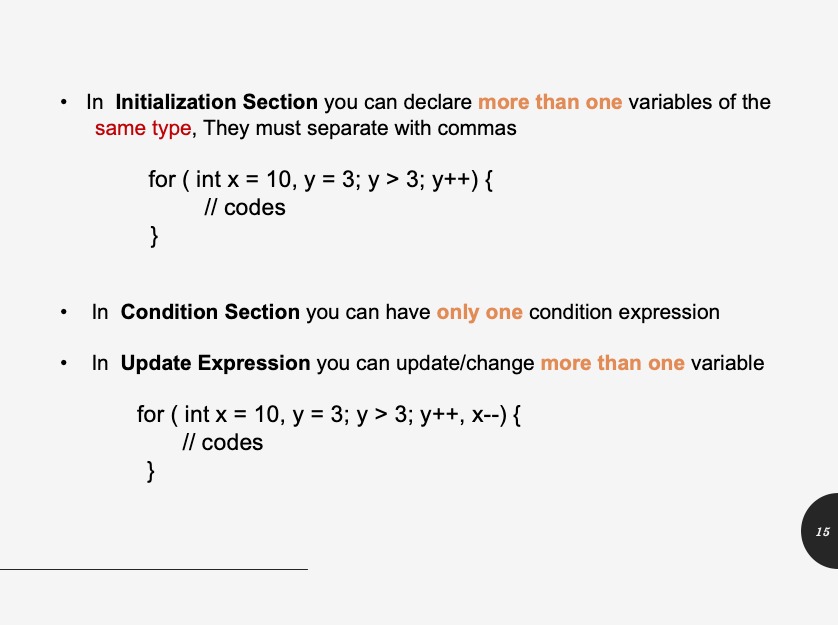 • In Initialization Section you can declare more than one variables of the
same type, They must separate with commas
for ( int x = 10, y = 3; y > 3; y++) {
// codes
}
• In Condition Section you can have only one condition expression
• In Update Expression you can update/change more than one variable
for ( int x = 10, y = 3; y > 3; y++, x--) {
// codes
}
15